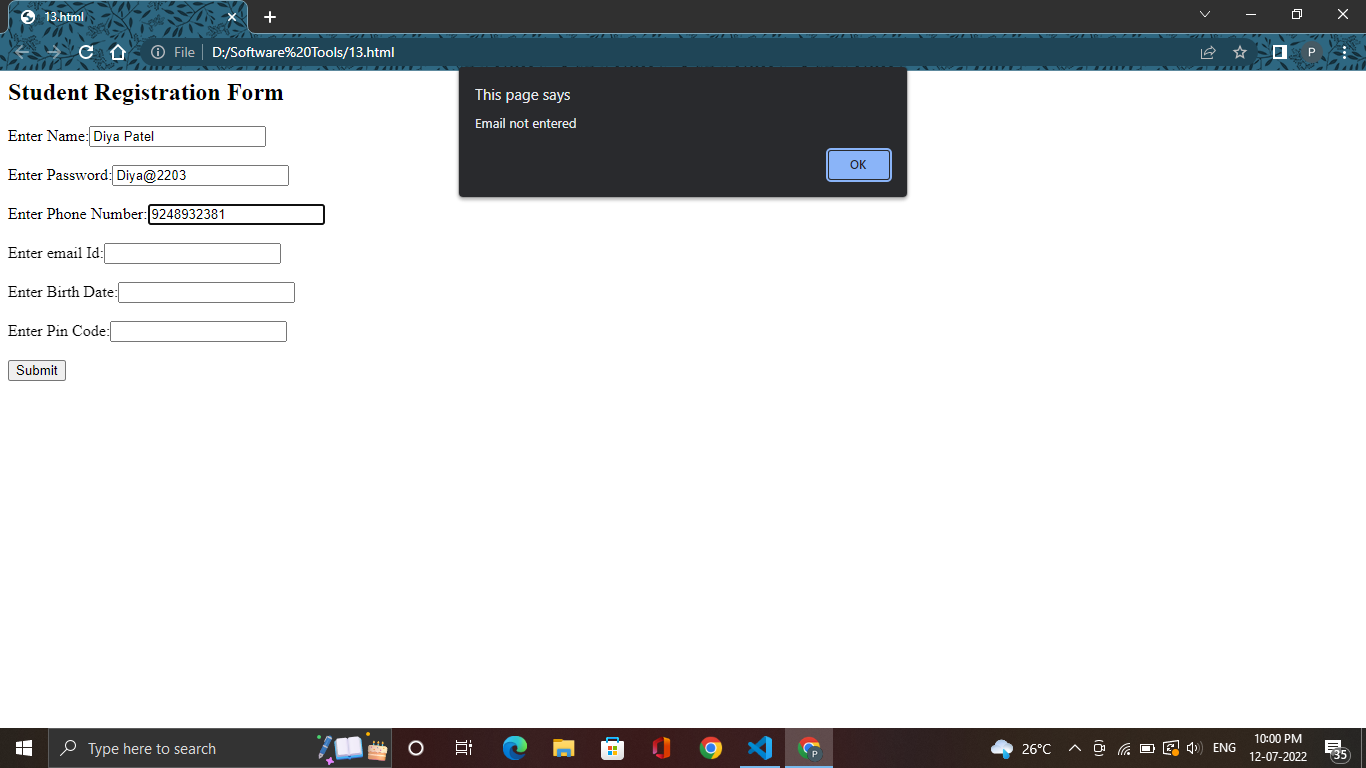 13.html
File D:/Software%20Tools/13.html
P
Student Registration Form
This page says
Email not entered
OK
Enter Name: Diya Patel
Enter Password: Diya@2203
Enter Phone Number: 9248932381
Enter email Id:
Enter Birth Date:
Enter Pin Code:
Submit
Type here to search
P
26°C
ENG
10:00 PM
12-07-2022
35